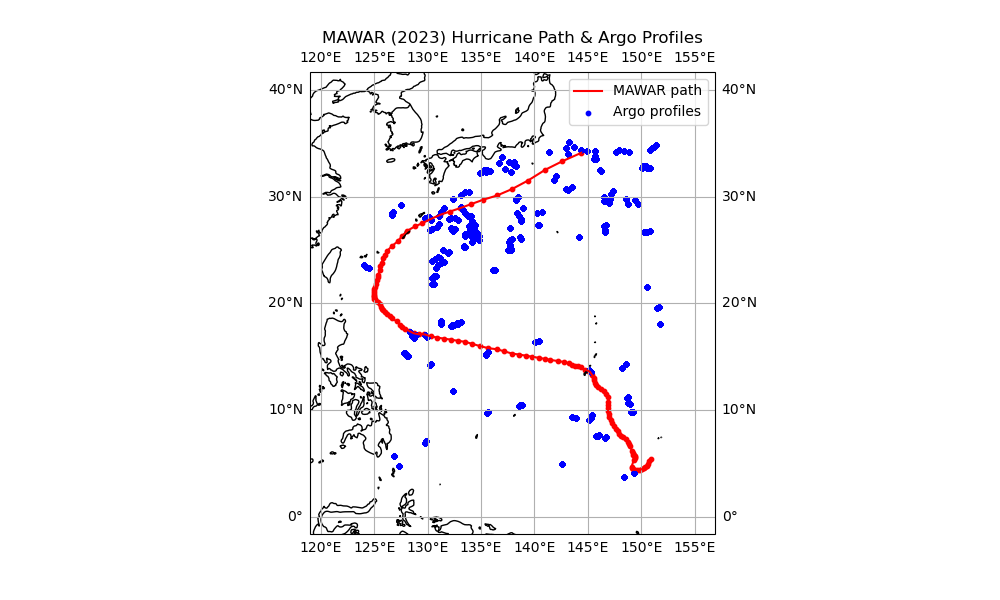 MAWAR (2023) Hurricane Path & Argo Profiles
120°E 125°E 130°E 135°E 140°E 145°E 150°E 155°E
40°N 40°N
MAWAR path
Argo profiles
30°N 30°N
20°N 20°N
10°N 10°N
0° 0°
120°E 125°E 130°E 135°E 140°E 145°E 150°E 155°E